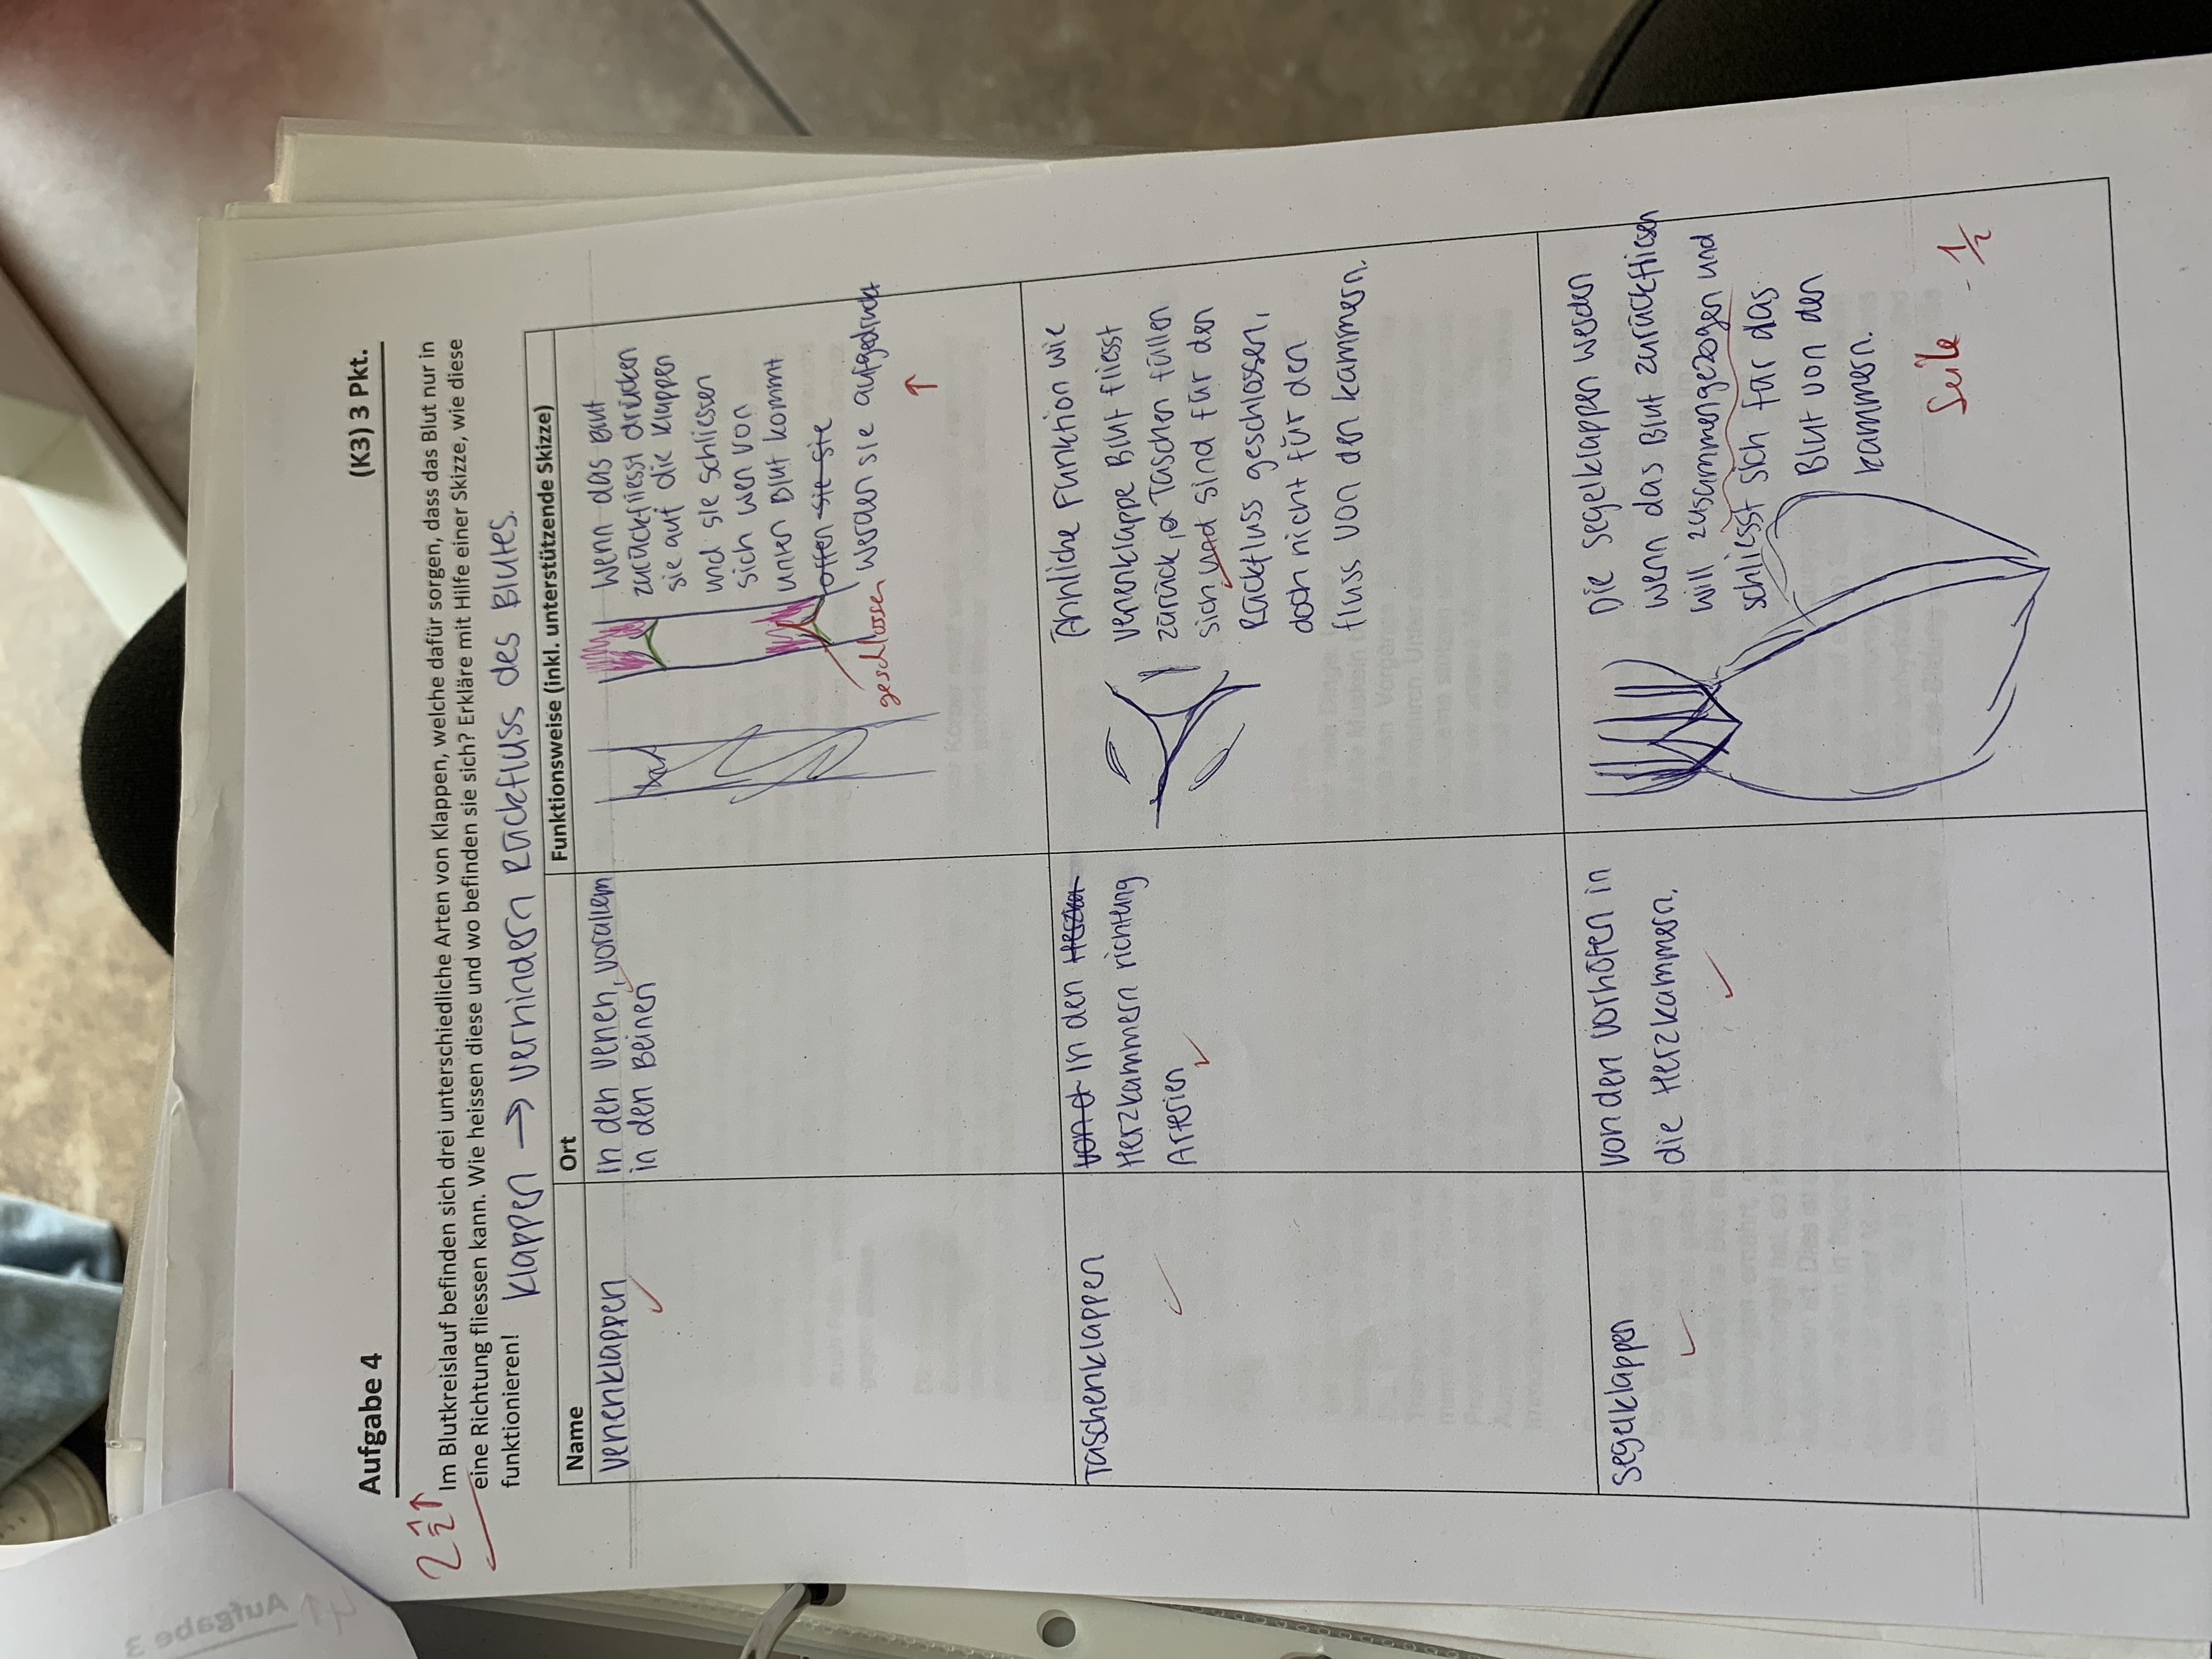 Aufgabe 3
Aufgabe 4
(K3) 3 Pkt.
2 1/2 ↑
Im Blutkreislauf befinden sich drei unterschiedliche Arten von Klappen, welche dafür sorgen, dass das Blut nur in
eine Richtung fliessen kann. Wie heissen diese und wo befinden sie sich? Erkläre mit Hilfe einer Skizze, wie diese
funktionieren!
Klappen → verhindern Rückfluss des Blutes.
Name
Ort
Funktionsweise (inkl. unterstützende Skizze)
Venenklappen
in den Venen, vorallem
in den Beinen
Wenn das Blut
zurückfliesst drücken
sie auf die Klappen
und sie schliessen
sich wen von
unten Blut kommt
offen sie sie
werden sie aufgedruckt
geschlossen
↑
Taschenklappen
von d in den Herzka
Herzkammern richtung
Arterien
Ähnliche Funktion wie
Venenklappe Blut fliesst
zurück, Taschen füllen
sich und sind für den
Rückfluss geschlossen,
doch nicht für den
fluss von den kammern.
Segelklappen
von den Vorhöfen in
die Herzkammern.
Die Segelklappen werden
wenn das Blut zurückfliesen
will zusammengezogen und
schliesst sich für das
Blut von den
kammern.
Seile
- 1/2